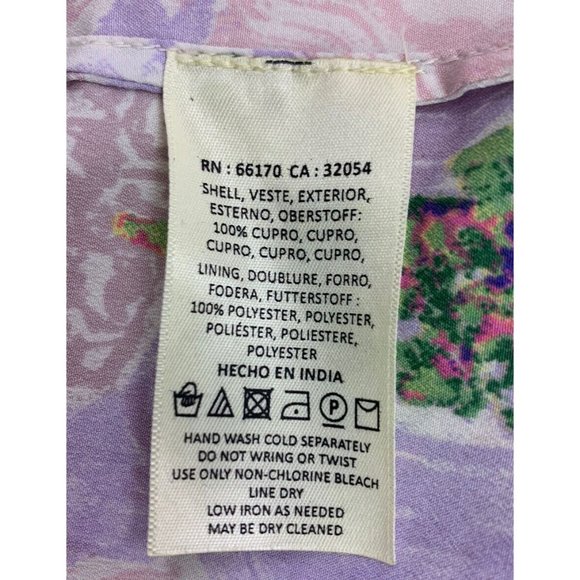 RN : 66170 CA : 32054
SHELL, VESTE, EXTERIOR,
ESTERNO, OBERSTOFF:
100% CUPRO, CUPRO,
CUPRO, CUPRO, CUPRO,
LINING, DOUBLURE, FORRO,
FODERA, FUTTERSTOFF :
100% POLYESTER, POLYESTER,
POLIÉSTER, POLIESTERE,
POLYESTER
HECHO EN INDIA
P
HAND WASH COLD SEPARATELY
DO NOT WRING OR TWIST
USE ONLY NON-CHLORINE BLEACH
LINE DRY
LOW IRON AS NEEDED
MAY BE DRY CLEANED